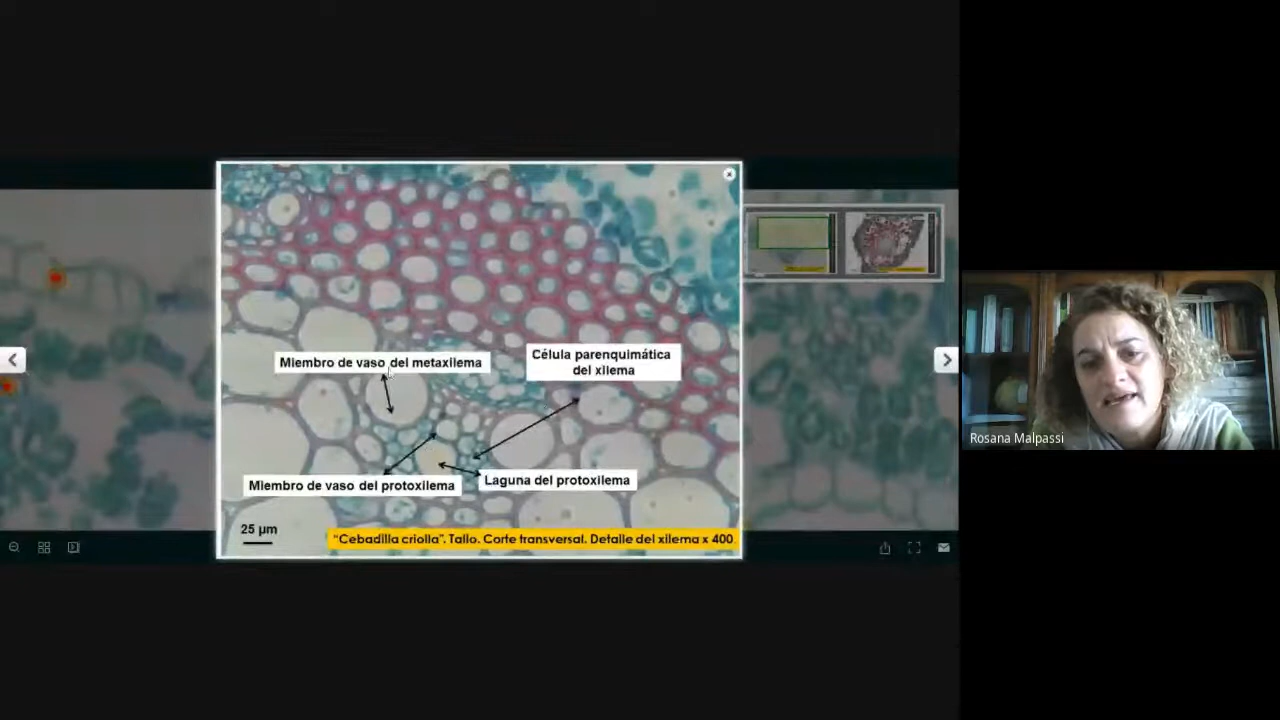 Miembro de vaso del metaxilema
Célula parenquimática
del xilema
Miembro de vaso del protoxilema
Laguna del protoxilema
25 µm
“Cebadilla criolla”. Tallo. Corte transversal. Detalle del xilema x 400
Rosana Malpassi